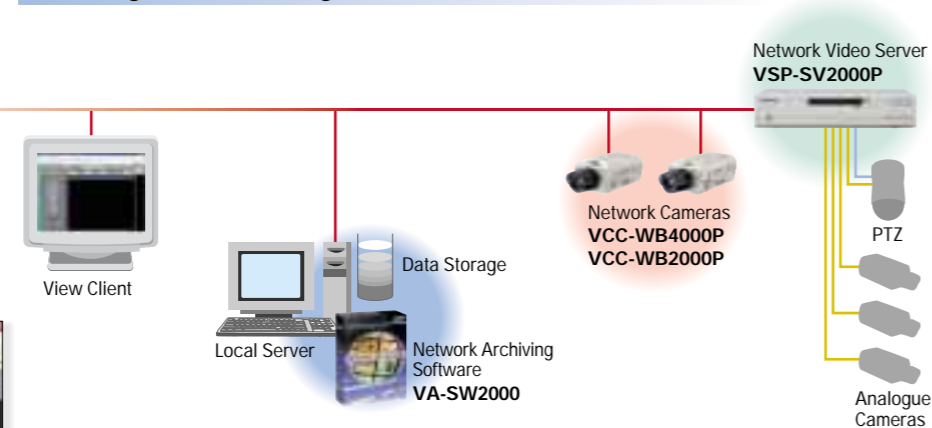 Network Video Server
VSP-SV2000P
View Client
Local Server
Data Storage
Network Archiving
Software
VA-SW2000
Network Cameras
VCC-WB4000P
VCC-WB2000P
PTZ
Analogue
Cameras